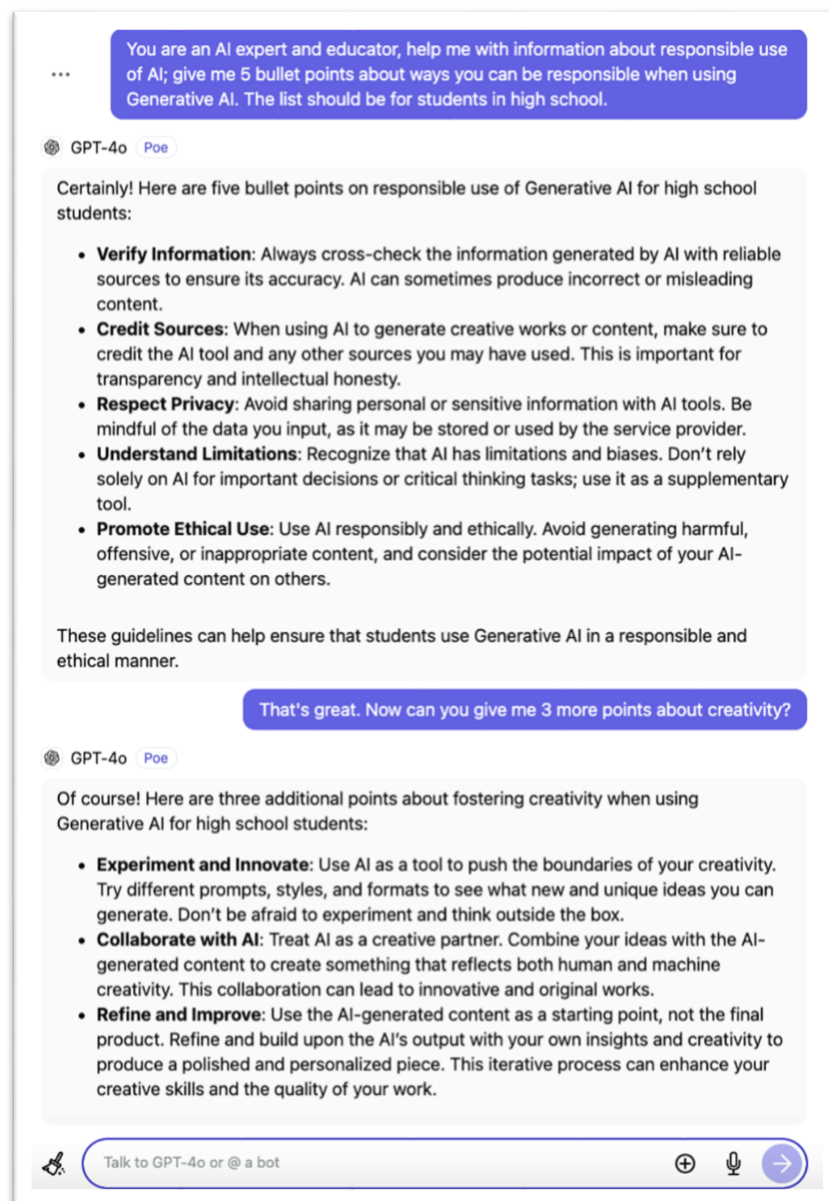 You are an AI expert and educator, help me with information about responsible use
of AI; give me 5 bullet points about ways you can be responsible when using
Generative AI. The list should be for students in high school.
GPT-4o Poe
Certainly! Here are five bullet points on responsible use of Generative AI for high school
students:
• Verify Information: Always cross-check the information generated by AI with reliable
sources to ensure its accuracy. AI can sometimes produce incorrect or misleading
content.
• Credit Sources: When using AI to generate creative works or content, make sure to
credit the AI tool and any other sources you may have used. This is important for
transparency and intellectual honesty.
• Respect Privacy: Avoid sharing personal or sensitive information with AI tools. Be
mindful of the data you input, as it may be stored or used by the service provider.
• Understand Limitations: Recognize that AI has limitations and biases. Don't rely
solely on AI for important decisions or critical thinking tasks; use it as a supplementary
tool.
• Promote Ethical Use: Use AI responsibly and ethically. Avoid generating harmful,
offensive, or inappropriate content, and consider the potential impact of your AI-
generated content on others.
These guidelines can help ensure that students use Generative AI in a responsible and
ethical manner.
That's great. Now can you give me 3 more points about creativity?
GPT-4o Poe
Of course! Here are three additional points about fostering creativity when using
Generative AI for high school students:
• Experiment and Innovate: Use AI as a tool to push the boundaries of your creativity.
Try different prompts, styles, and formats to see what new and unique ideas you can
generate. Don't be afraid to experiment and think outside the box.
• Collaborate with AI: Treat AI as a creative partner. Combine your ideas with the AI-
generated content to create something that reflects both human and machine
creativity. This collaboration can lead to innovative and original works.
• Refine and Improve: Use the AI-generated content as a starting point, not the final
product. Refine and build upon the AI's output with your own insights and creativity to
produce a polished and personalized piece. This iterative process can enhance your
creative skills and the quality of your work.
Talk to GPT-4o or @ a bot